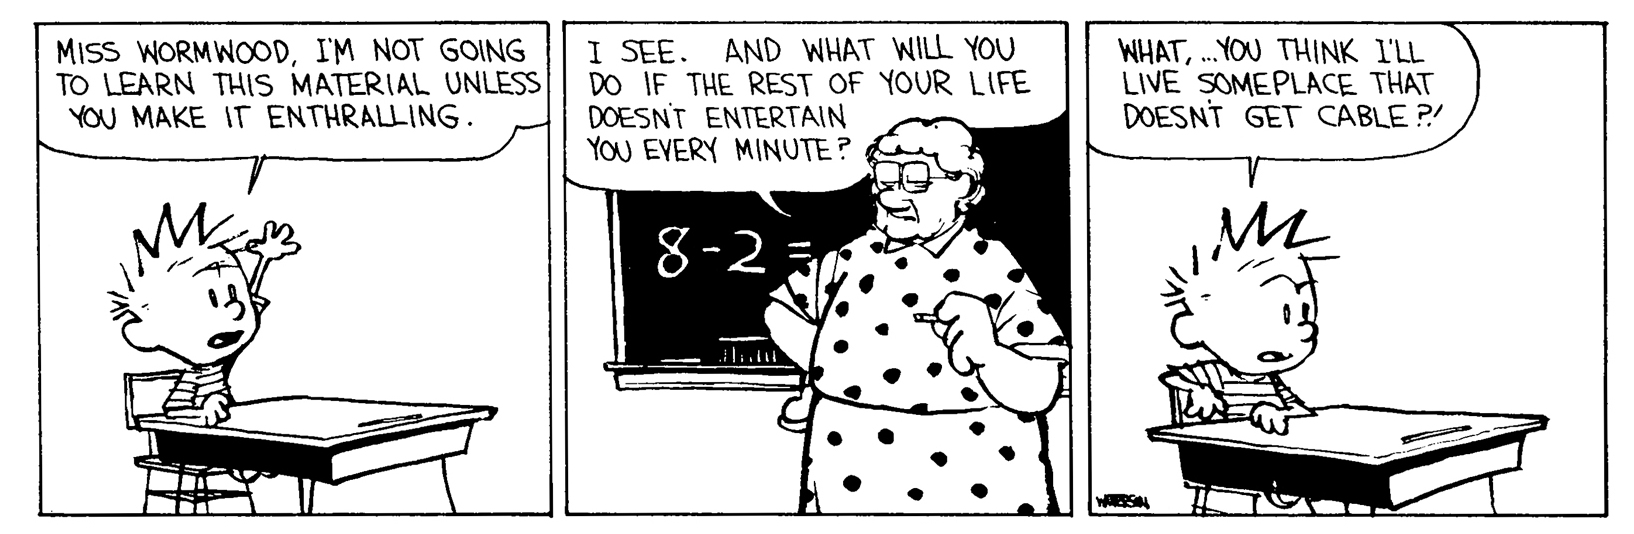 MISS WORMWOOD, I'M NOT GOING
TO LEARN THIS MATERIAL UNLESS
YOU MAKE IT ENTHRALLING.
I SEE. AND WHAT WILL YOU
DO IF THE REST OF YOUR LIFE
DOESN'T ENTERTAIN
YOU EVERY MINUTE?
8-2=
WHAT,...YOU THINK I'LL
LIVE SOMEPLACE THAT
DOESN'T GET CABLE?!
WATTERSON